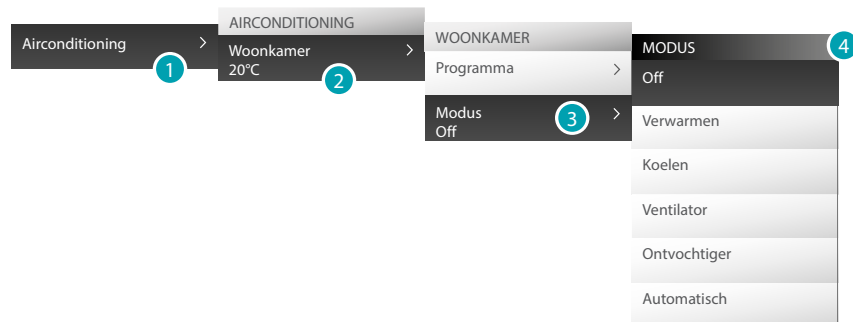 Airconditioning
1
AIRCONDITIONING
Woonkamer
20°C
2
WOONKAMER
Programma
Modus
Off
3
MODUS
4
Off
Verwarmen
Koelen
Ventilator
Ontvochtiger
Automatisch